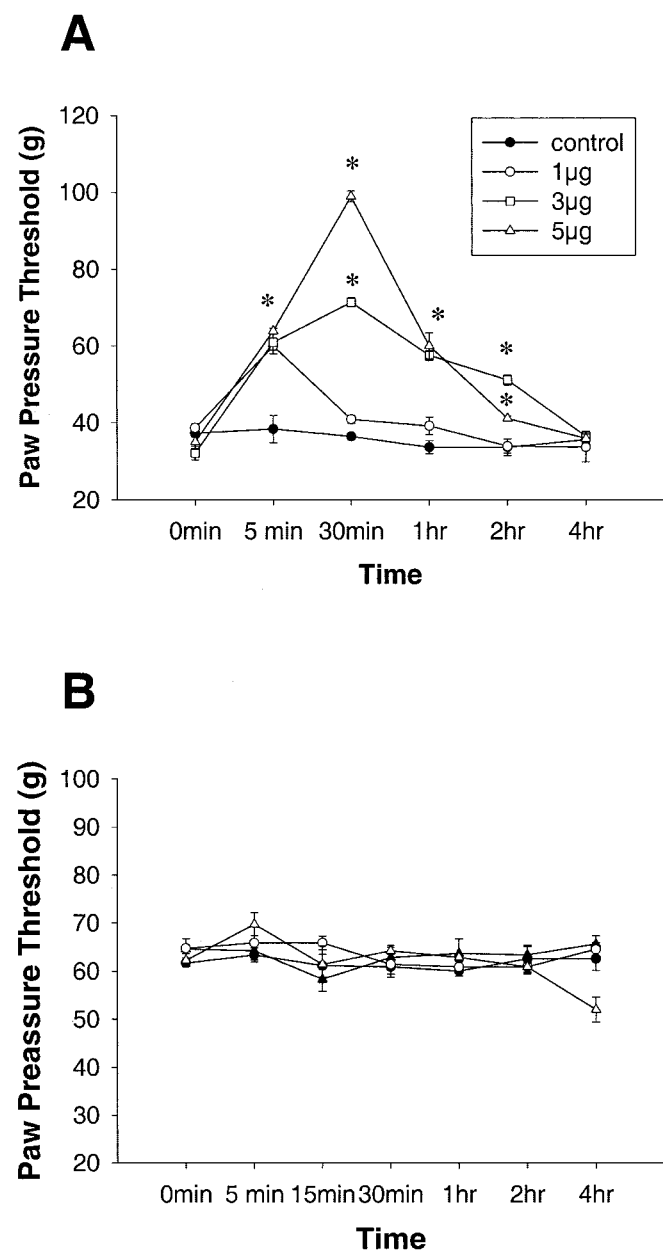 A
Paw Pressure Threshold (g)
120
100
80
60
40
20
control
1µg
3µg
5µg
*
*
*
*
*
*
0min 5 min 30min 1hr 2hr 4hr
Time
B
Paw Preassure Threshold (g)
100
90
80
70
60
50
40
30
20
0min 5 min 15min 30min 1hr 2hr 4hr
Time